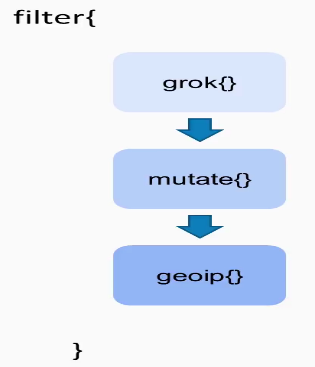 filter{
grok{}
mutate{}
geoip{}
}